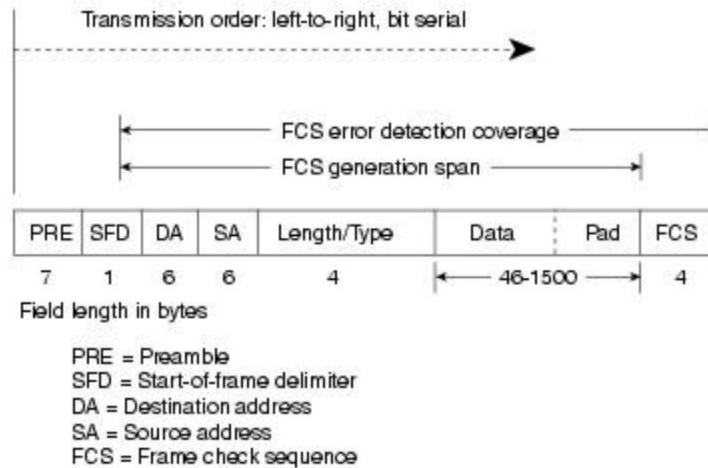 Transmission order: left-to-right, bit serial
FCS error detection coverage
FCS generation span
PRE SFD DA SA Length/Type Data Pad FCS
7 1 6 6 4 46-1500 4
Field length in bytes
PRE = Preamble
SFD = Start-of-frame delimiter
DA = Destination address
SA = Source address
FCS = Frame check sequence